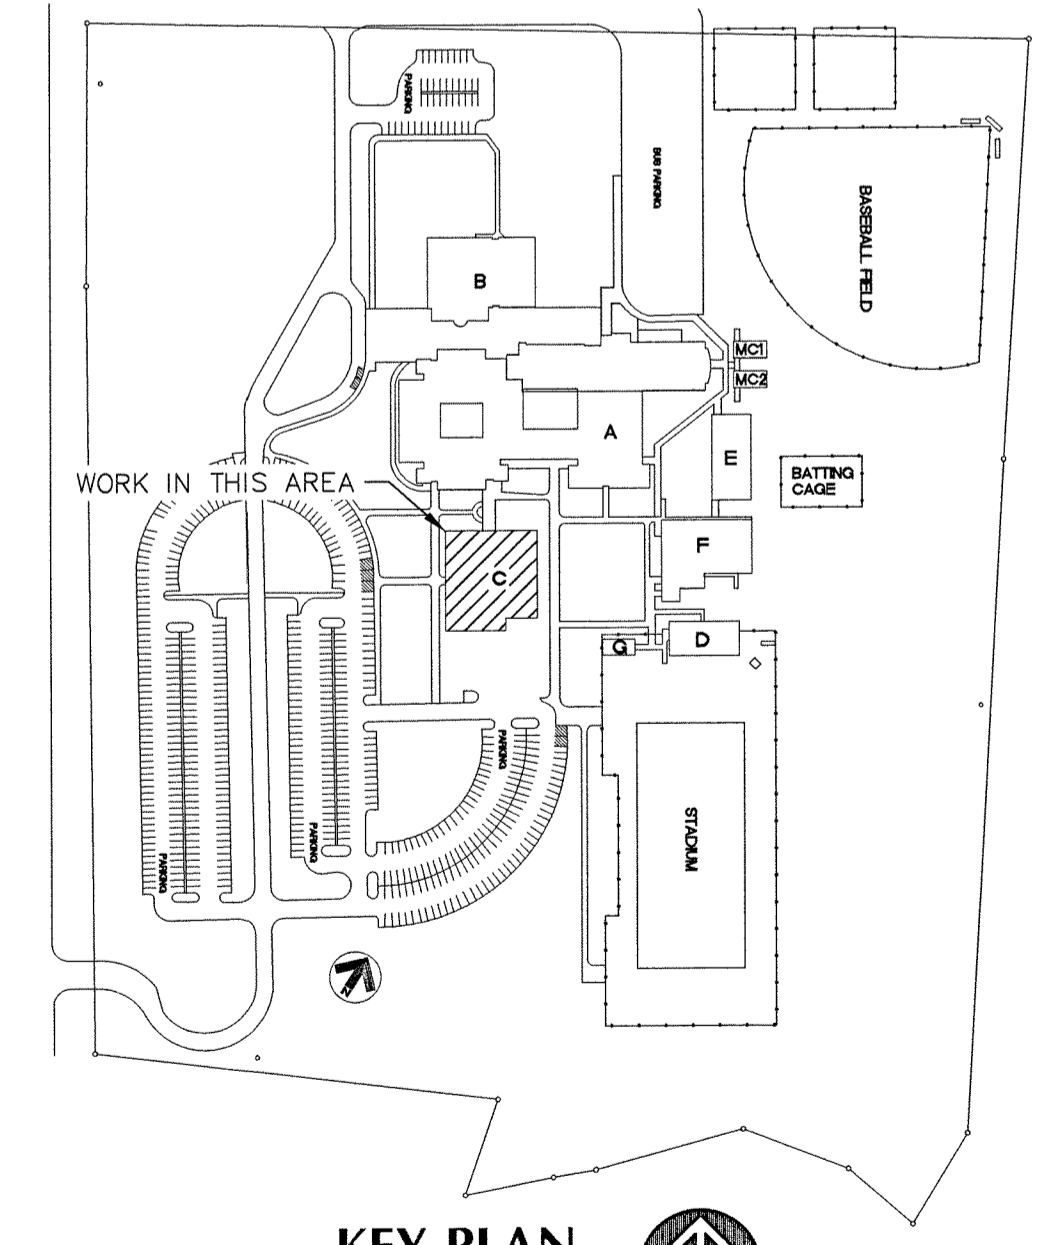 PARKING
BUS PARKING
BASEBALL FIELD
B
MC1
MC2
A
E
BATTING
CAGE
WORK IN THIS AREA
F
C
G
D
PARKING
STADIUM
PARKING
PARKING
N
KEY PLAN